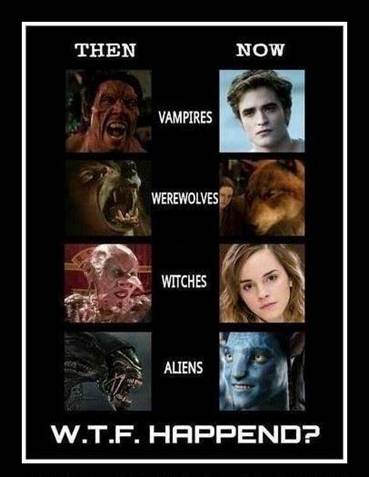 THEN NOW
VAMPIRES
WEREWOLVES
WITCHES
ALIENS
W.T.F. HAPPEND?